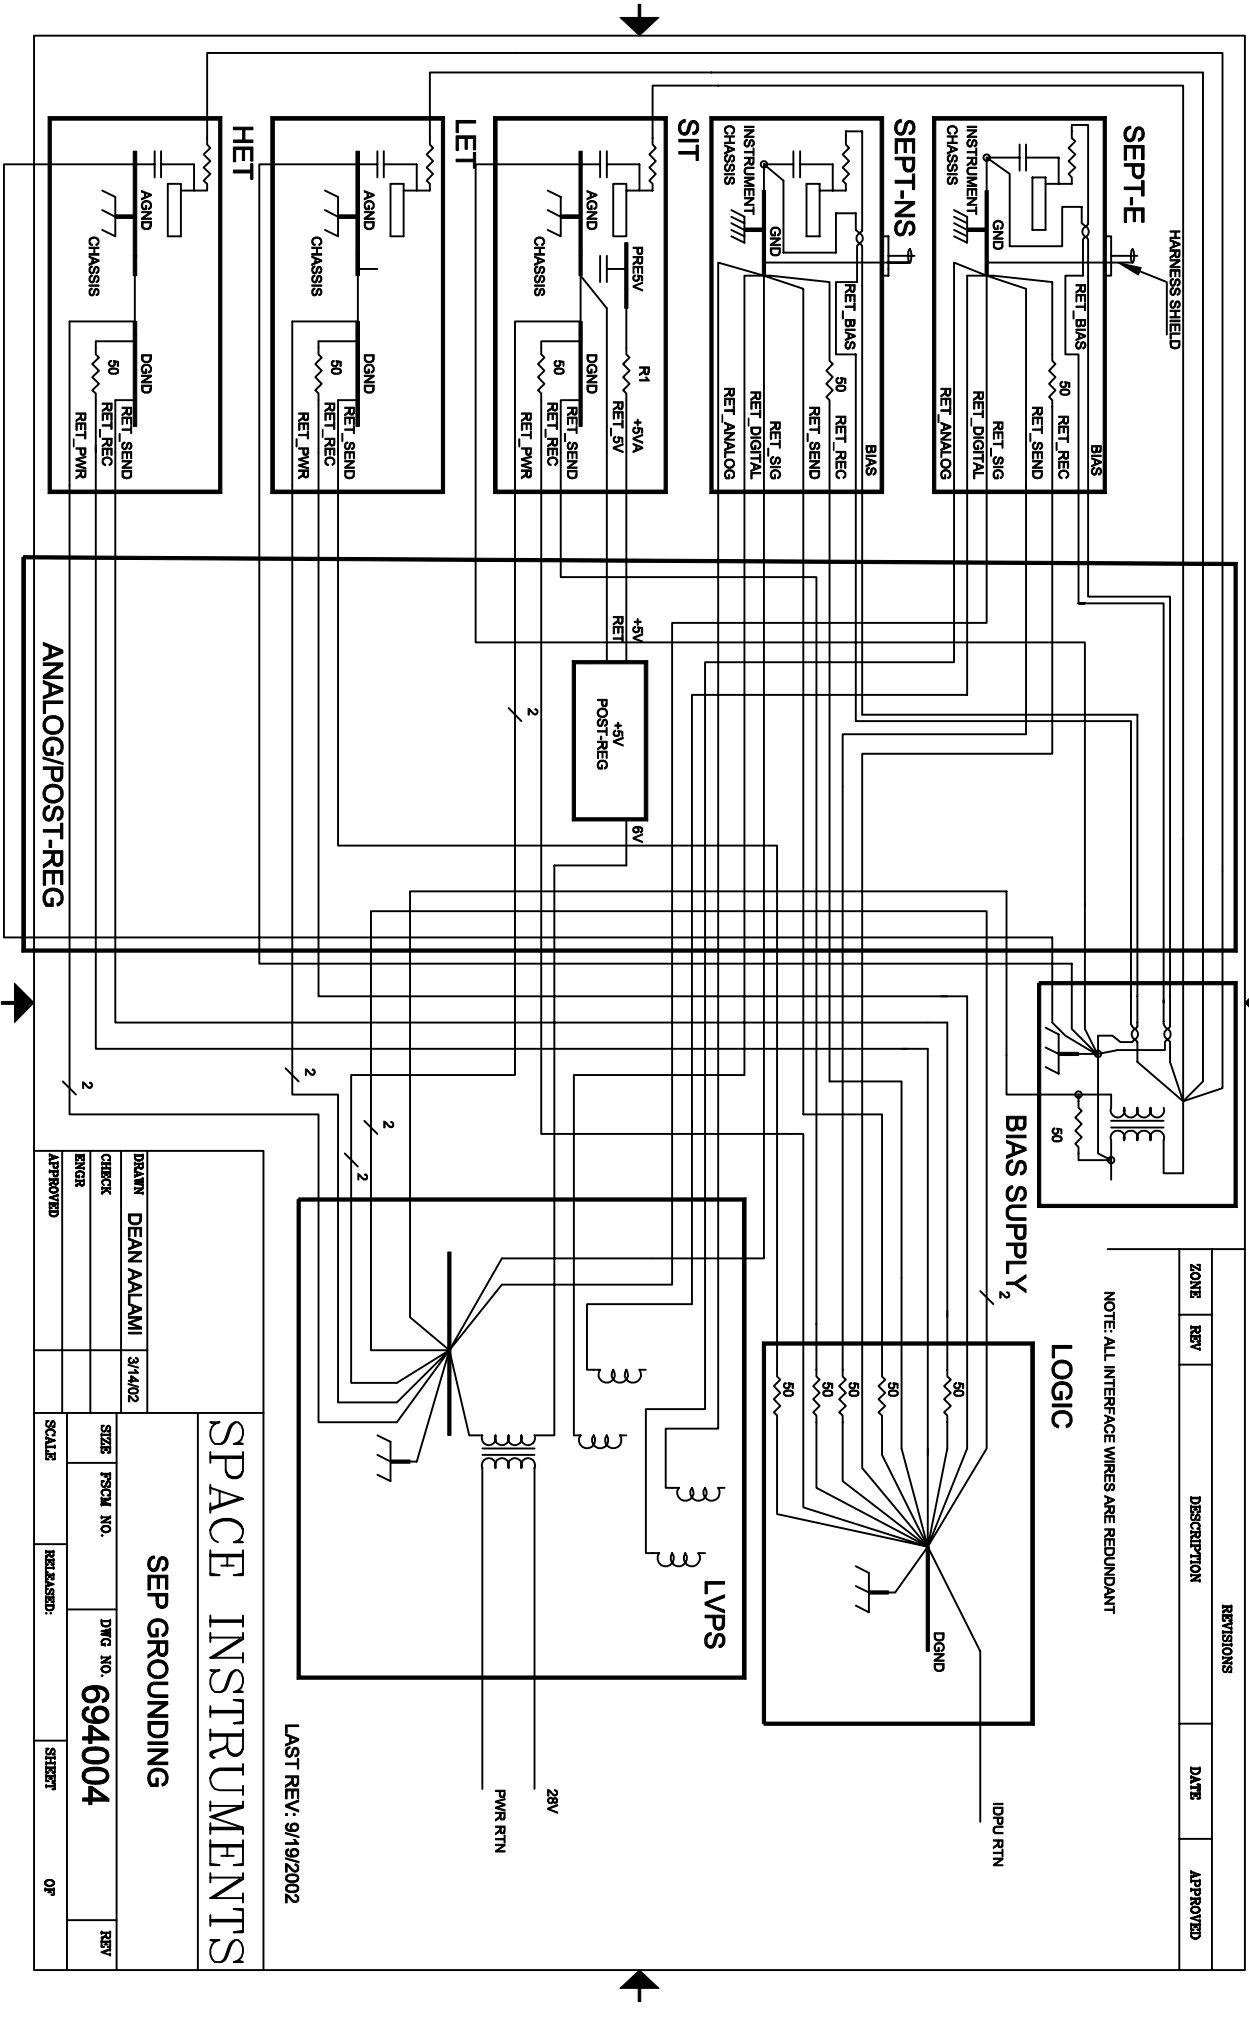 SEPT-E
HARNESS SHIELD
INSTRUMENT
CHASSIS
GND
RET_BIAS
50
BIAS
RET_REC
RET_SEND
RET_SIG
RET_DIGITAL
RET_ANALOG
SEPT-NS
INSTRUMENT
CHASSIS
GND
RET_BIAS
50
BIAS
RET_REC
RET_SEND
RET_SIG
RET_DIGITAL
RET_ANALOG
SIT
PRE5V
AGND
CHASSIS
R1
+5VA
RET_5V
DGND
50
RET_SEND
RET_REC
RET_PWR
LET
AGND
CHASSIS
DGND
50
RET_SEND
RET_REC
RET_PWR
HET
AGND
CHASSIS
DGND
50
RET_SEND
RET_REC
RET_PWR
ANALOG/POST-REG
+5V
RET
+5V
POST-REG
6V
2
2
2
2
2
2
50
BIAS SUPPLY
NOTE: ALL INTERFACE WIRES ARE REDUNDANT
LOGIC
50
50
50
50
50
DGND
IDPU RTN
LVPS
28V
PWR RTN
LAST REV: 9/19/2002
REVISIONS
ZONE
REV
DESCRIPTION
DATE
APPROVED
DRAWN
DEAN AALAMI
3/14/02
CHECK
ENGR
APPROVED
SPACE INSTRUMENTS
SEP GROUNDING
SIZE
FSCM NO.
DWG NO. 694004
REV
SCALE
RELEASED:
SHEET
OF